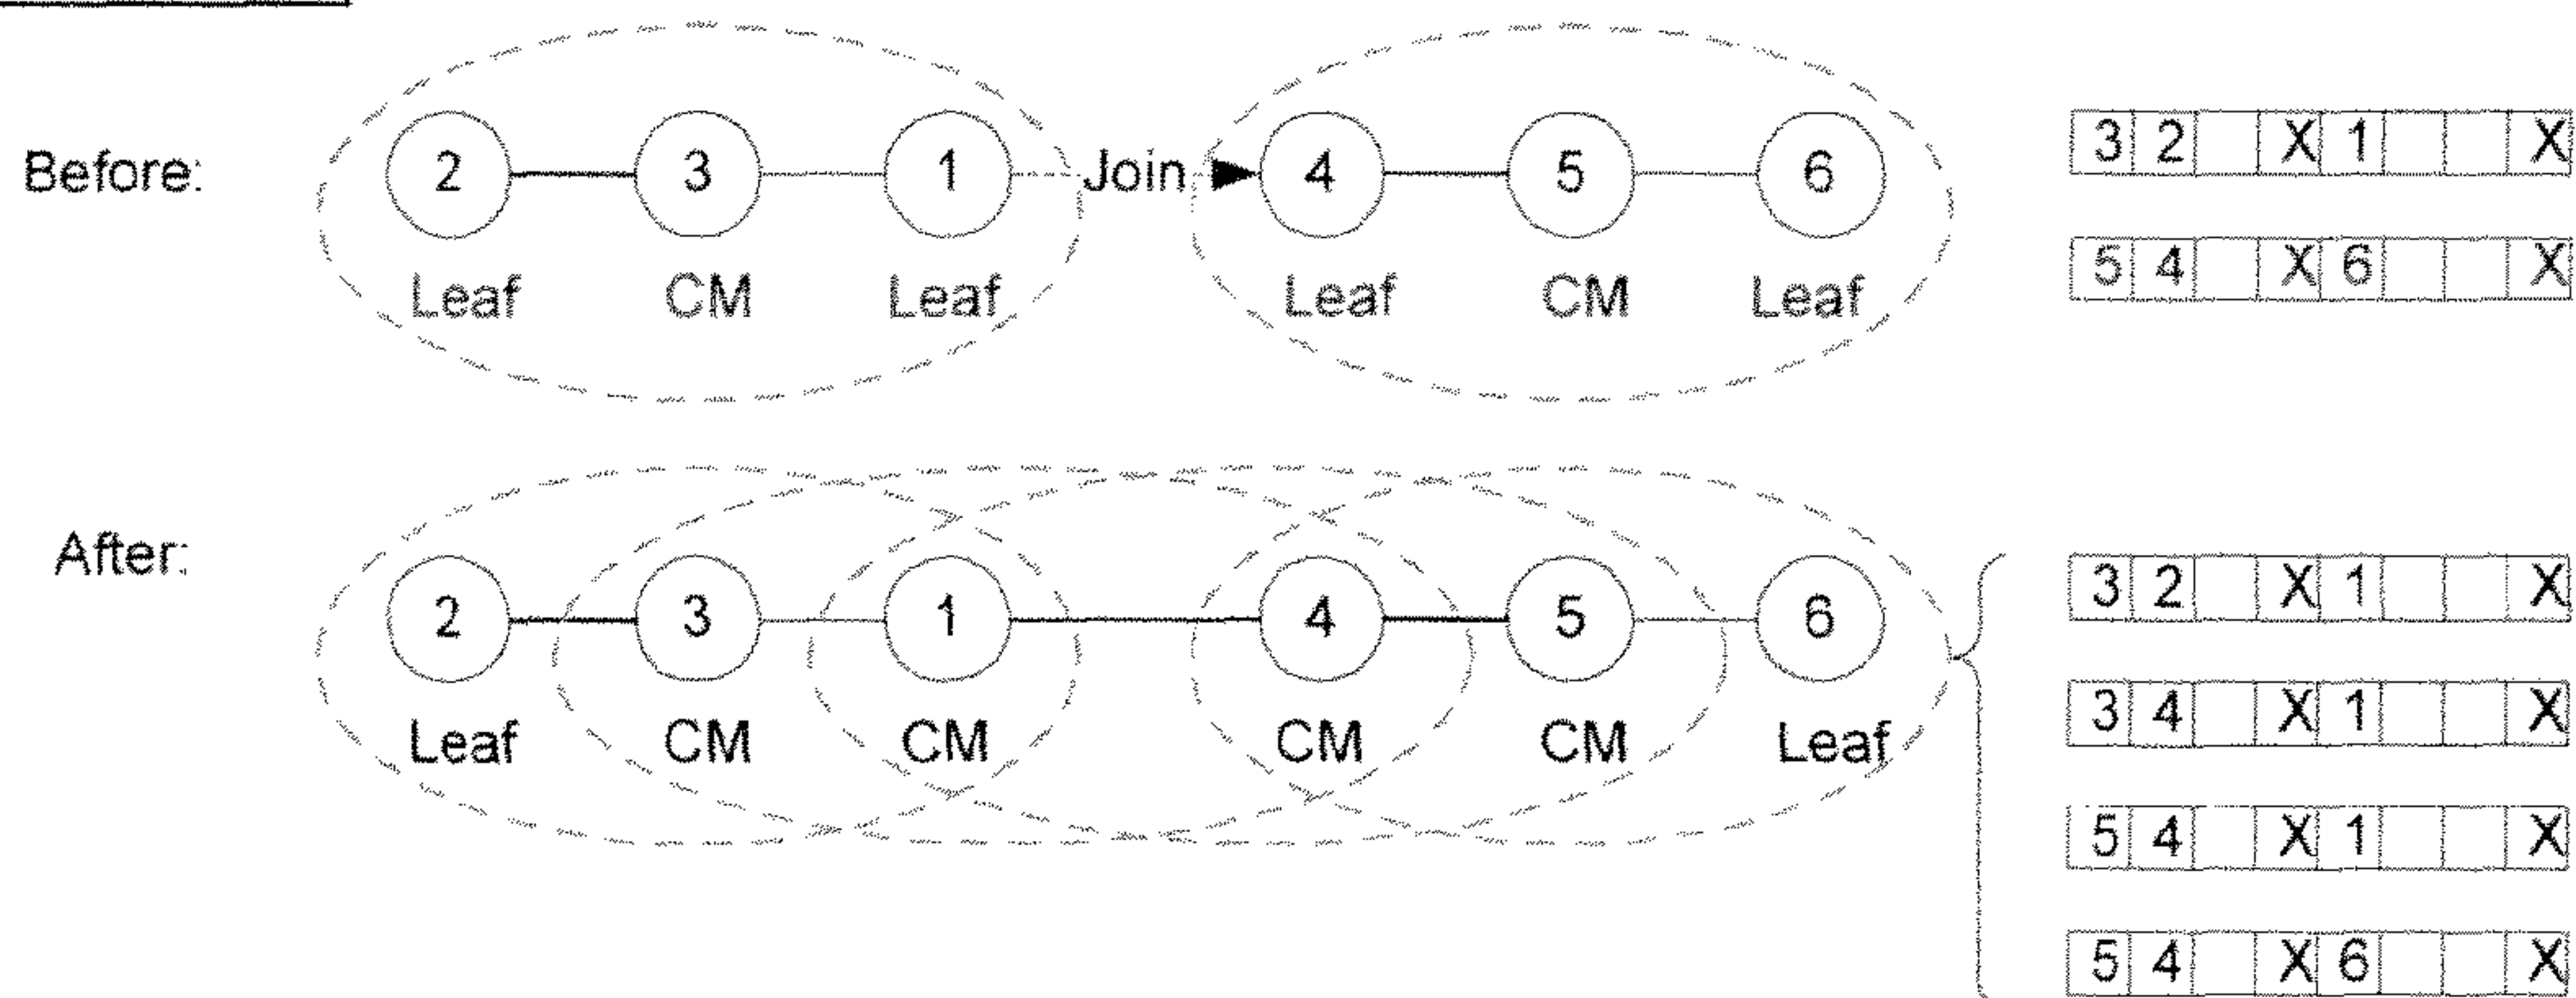 Before:
2 3 1 Join 4 5 6
Leaf CM Leaf Leaf CM Leaf
3 2 X 1 X
5 4 X 6 X
After:
2 3 1 4 5 6
Leaf CM CM CM CM Leaf
3 2 X 1 X
3 4 X 1 X
5 4 X 1 X
5 4 X 6 X